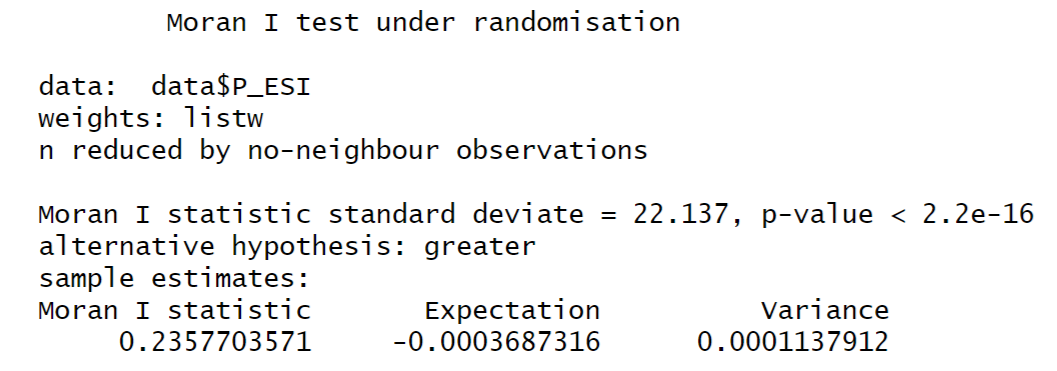 Moran I test under randomisation
data: data$P_ESI
weights: listw
n reduced by no-neighbour observations
Moran I statistic standard deviate = 22.137, p-value < 2.2e-16
alternative hypothesis: greater
sample estimates:
Moran I statistic Expectation Variance
0.2357703571 -0.0003687316 0.0001137912